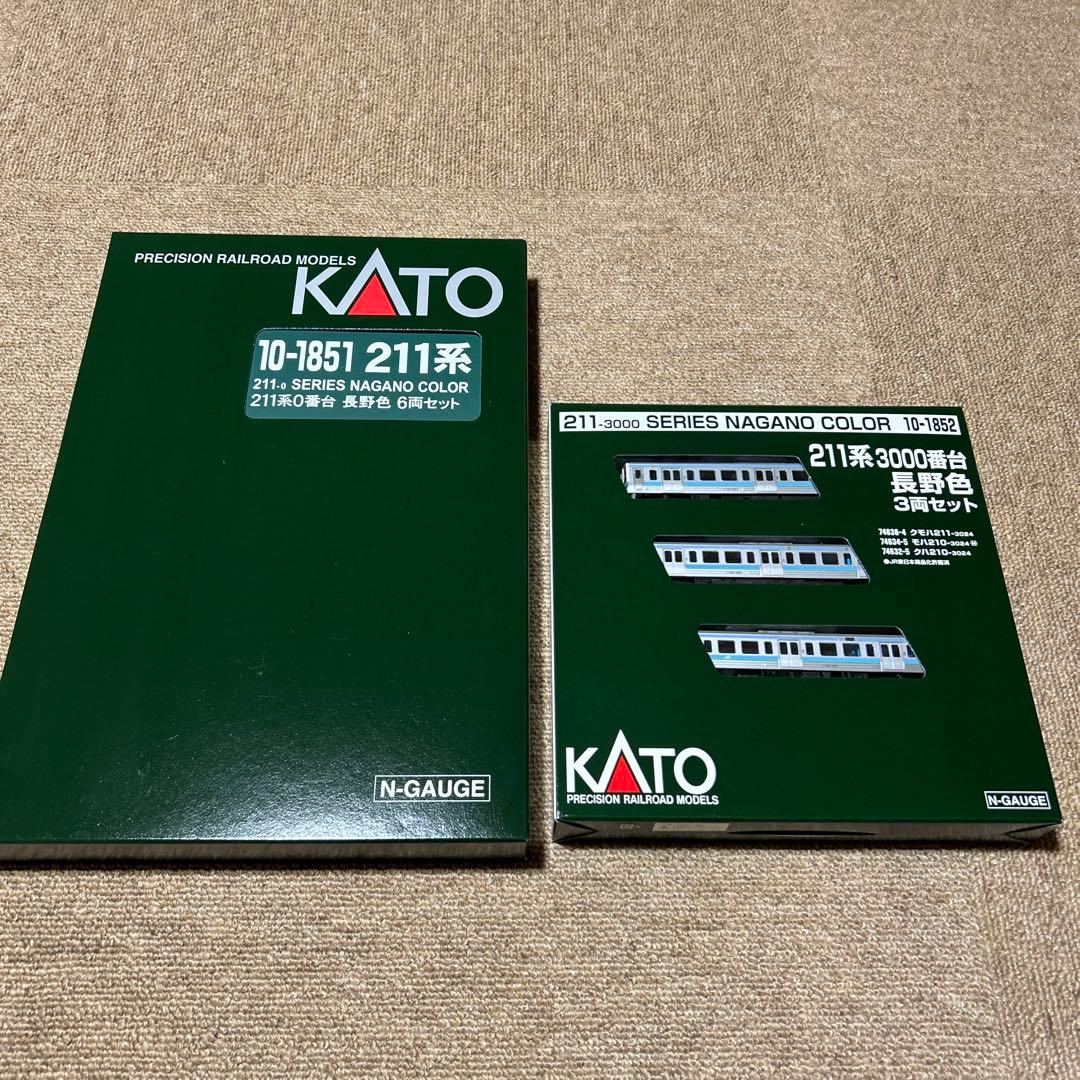 PRECISION RAILROAD MODELS
KATO
10-1851 211系
211-0 SERIES NAGANO COLOR
211系0番台 長野色 6両セット
N-GAUGE
211-3000 SERIES NAGANO COLOR 10-1852
211系3000番台
長野色
3両セット
74638-4 クモハ211-3024
74634-5 モハ210-3024 Ⓜ
74632-5 クハ210-3024
●JR東日本商品化許諾済
KATO
PRECISION RAILROAD MODELS
N-GAUGE